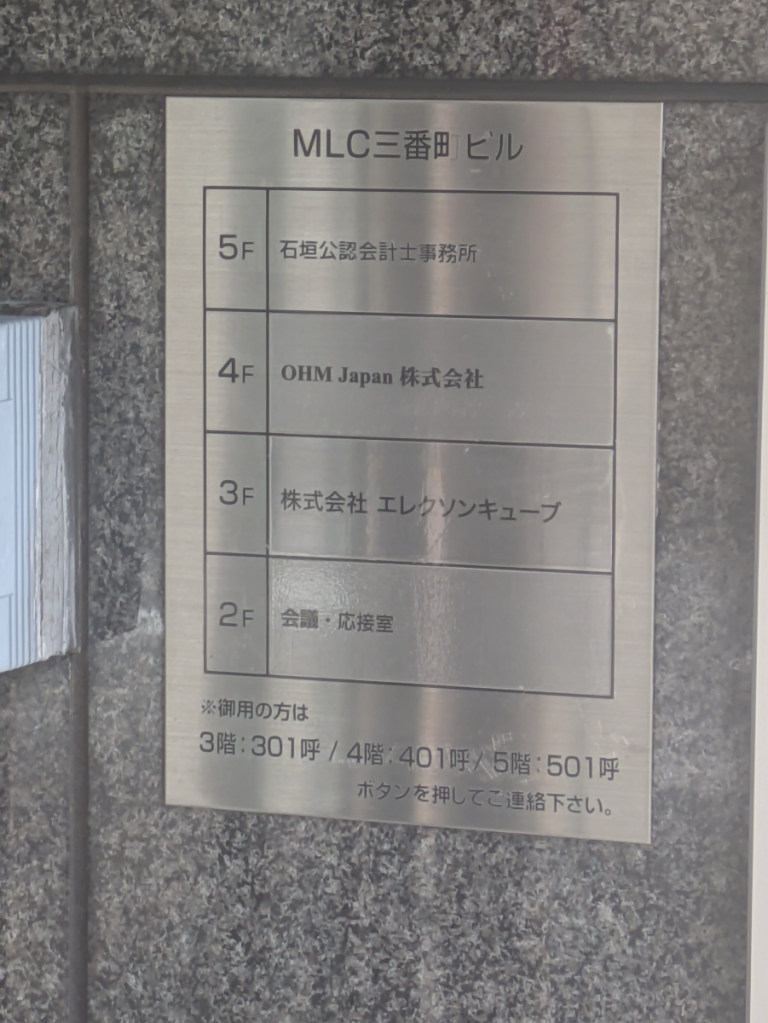 MLC三番町ビル
5F 石垣公認会計士事務所
4F OHM Japan 株式会社
3F 株式会社 エレクソンキューブ
2F 会議・応接室
※御用の方は
3階:301呼 / 4階:401呼 / 5階:501呼
ボタンを押してご連絡下さい。